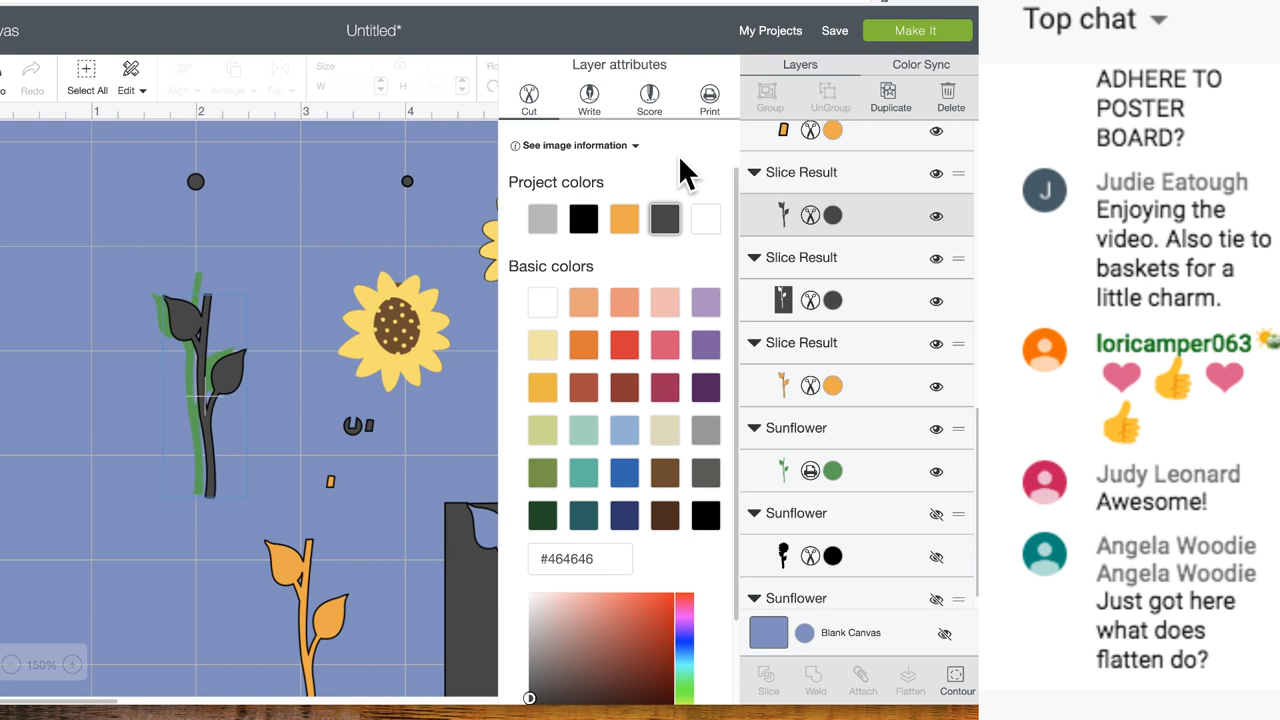 vas
Untitled*
My Projects
Save
Make It
Redo
Select All
Edit
Align
Arrange
Flip
Size
W
H
Layer attributes
Cut
Write
Score
Print
Layers
Color Sync
Group
UnGroup
Duplicate
Delete
1
2
3
4
See image information
Project colors
Basic colors
#464646
Slice Result
Slice Result
Slice Result
Sunflower
Sunflower
Sunflower
Blank Canvas
Slice
Weld
Attach
Flatten
Contour
150%
Top chat
ADHERE TO
POSTER
BOARD?
J
Judie Eatough
Enjoying the
video. Also tie to
baskets for a
little charm.
loricamper063
Judy Leonard
Awesome!
Angela Woodie
Angela Woodie
Just got here
what does
flatten do?